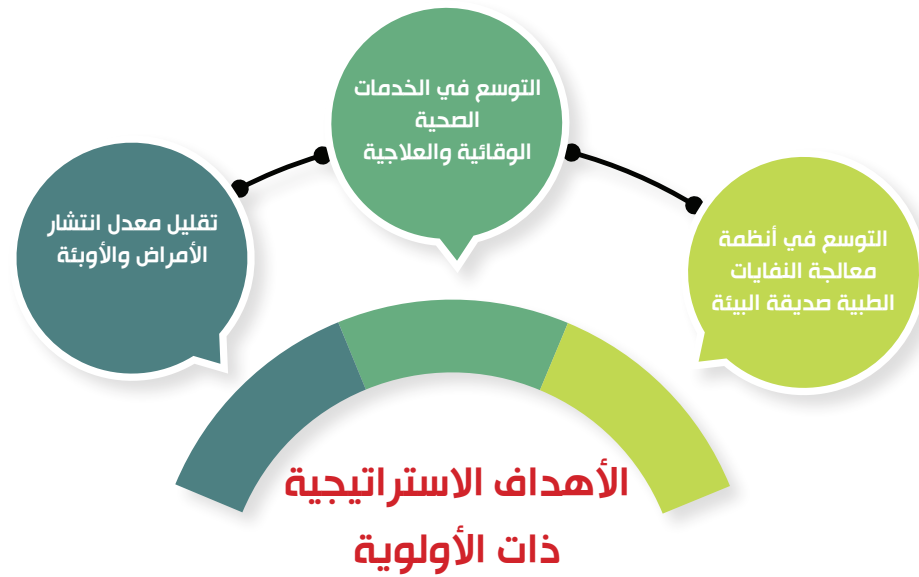 التوسع في أنظمة
معالجة النفايات
الطبية صديقة البيئة
التوسع في الخدمات
الصحية
الوقائية والعلاجية
تقليل معدل انتشار
الأمراض والأوبئة
الأهداف الاستراتيجية
ذات الأولوية